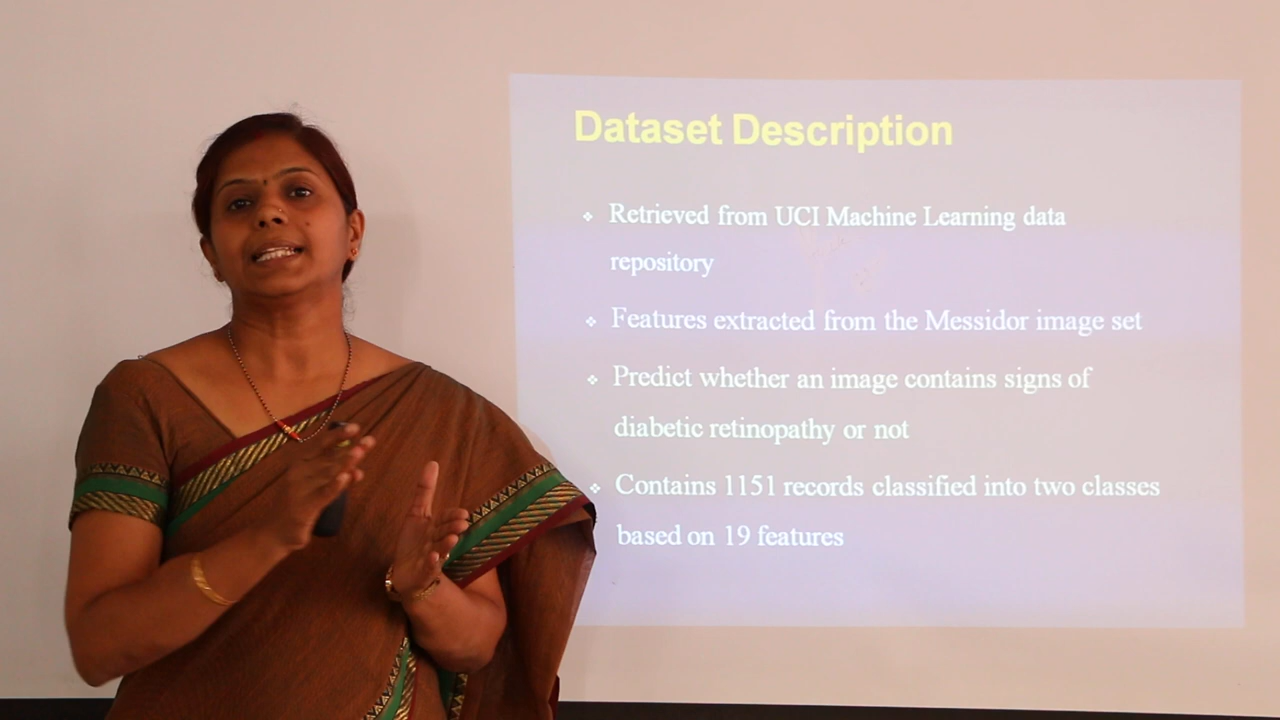 Dataset Description
❖ Retrieved from UCI Machine Learning data
repository
❖ Features extracted from the Messidor image set
❖ Predict whether an image contains signs of
diabetic retinopathy or not
❖ Contains 1151 records classified into two classes
based on 19 features